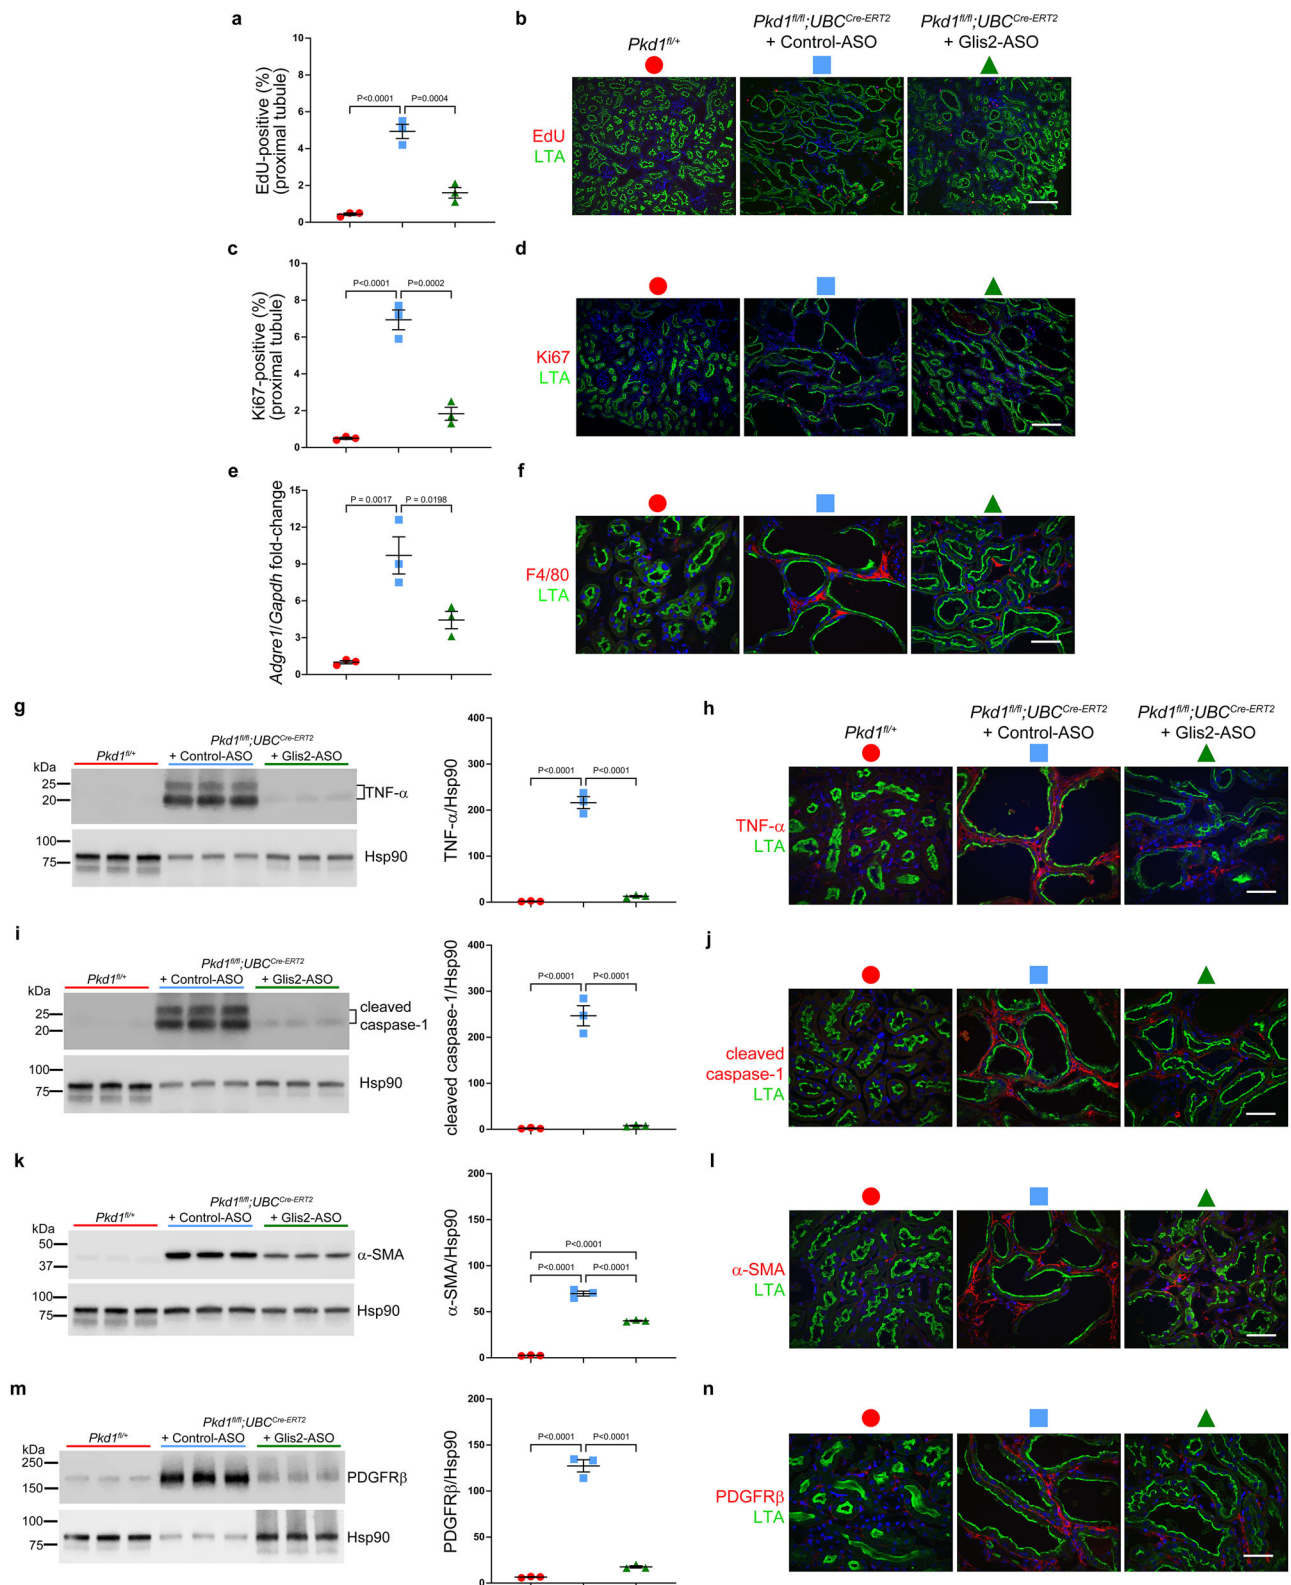 a
10
8
6
4
2
0
EdU-positive (%)
(proximal tubule)
P<0.0001
P=0.0004
b
Pkd1fl/+
Pkd1fl/fl;UBCCre-ERT2
+ Control-ASO
Pkd1fl/fl;UBCCre-ERT2
+ Glis2-ASO
EdU
LTA
c
10
8
6
4
2
0
Ki67-positive (%)
(proximal tubule)
P<0.0001
P=0.0002
d
Ki67
LTA
e
15
12
9
6
3
0
Adgre1/Gapdh fold-change
P = 0.0017
P = 0.0198
f
F4/80
LTA
g
Pkd1fl/fl;UBCCre-ERT2
Pkd1fl/+
+ Control-ASO
+ Glis2-ASO
kDa
25
20
TNF-α
100
75
Hsp90
400
300
200
100
0
TNF-α/Hsp90
P<0.0001
P<0.0001
h
Pkd1fl/+
Pkd1fl/fl;UBCCre-ERT2
+ Control-ASO
Pkd1fl/fl;UBCCre-ERT2
+ Glis2-ASO
TNF-α
LTA
i
Pkd1fl/fl;UBCCre-ERT2
Pkd1fl/+
+ Control-ASO
+ Glis2-ASO
kDa
25
20
cleaved
caspase-1
100
75
Hsp90
400
300
200
100
0
cleaved caspase-1/Hsp90
P<0.0001
P<0.0001
j
cleaved
caspase-1
LTA
k
Pkd1fl/fl;UBCCre-ERT2
Pkd1fl/+
+ Control-ASO
+ Glis2-ASO
kDa
50
37
α-SMA
100
75
Hsp90
200
150
100
50
0
α-SMA/Hsp90
P<0.0001
P<0.0001
P<0.0001
l
α-SMA
LTA
m
Pkd1fl/fl;UBCCre-ERT2
Pkd1fl/+
+ Control-ASO
+ Glis2-ASO
kDa
250
150
PDGFRβ
100
75
Hsp90
200
150
100
50
0
PDGFRβ/Hsp90
P<0.0001
P<0.0001
n
PDGFRβ
LTA